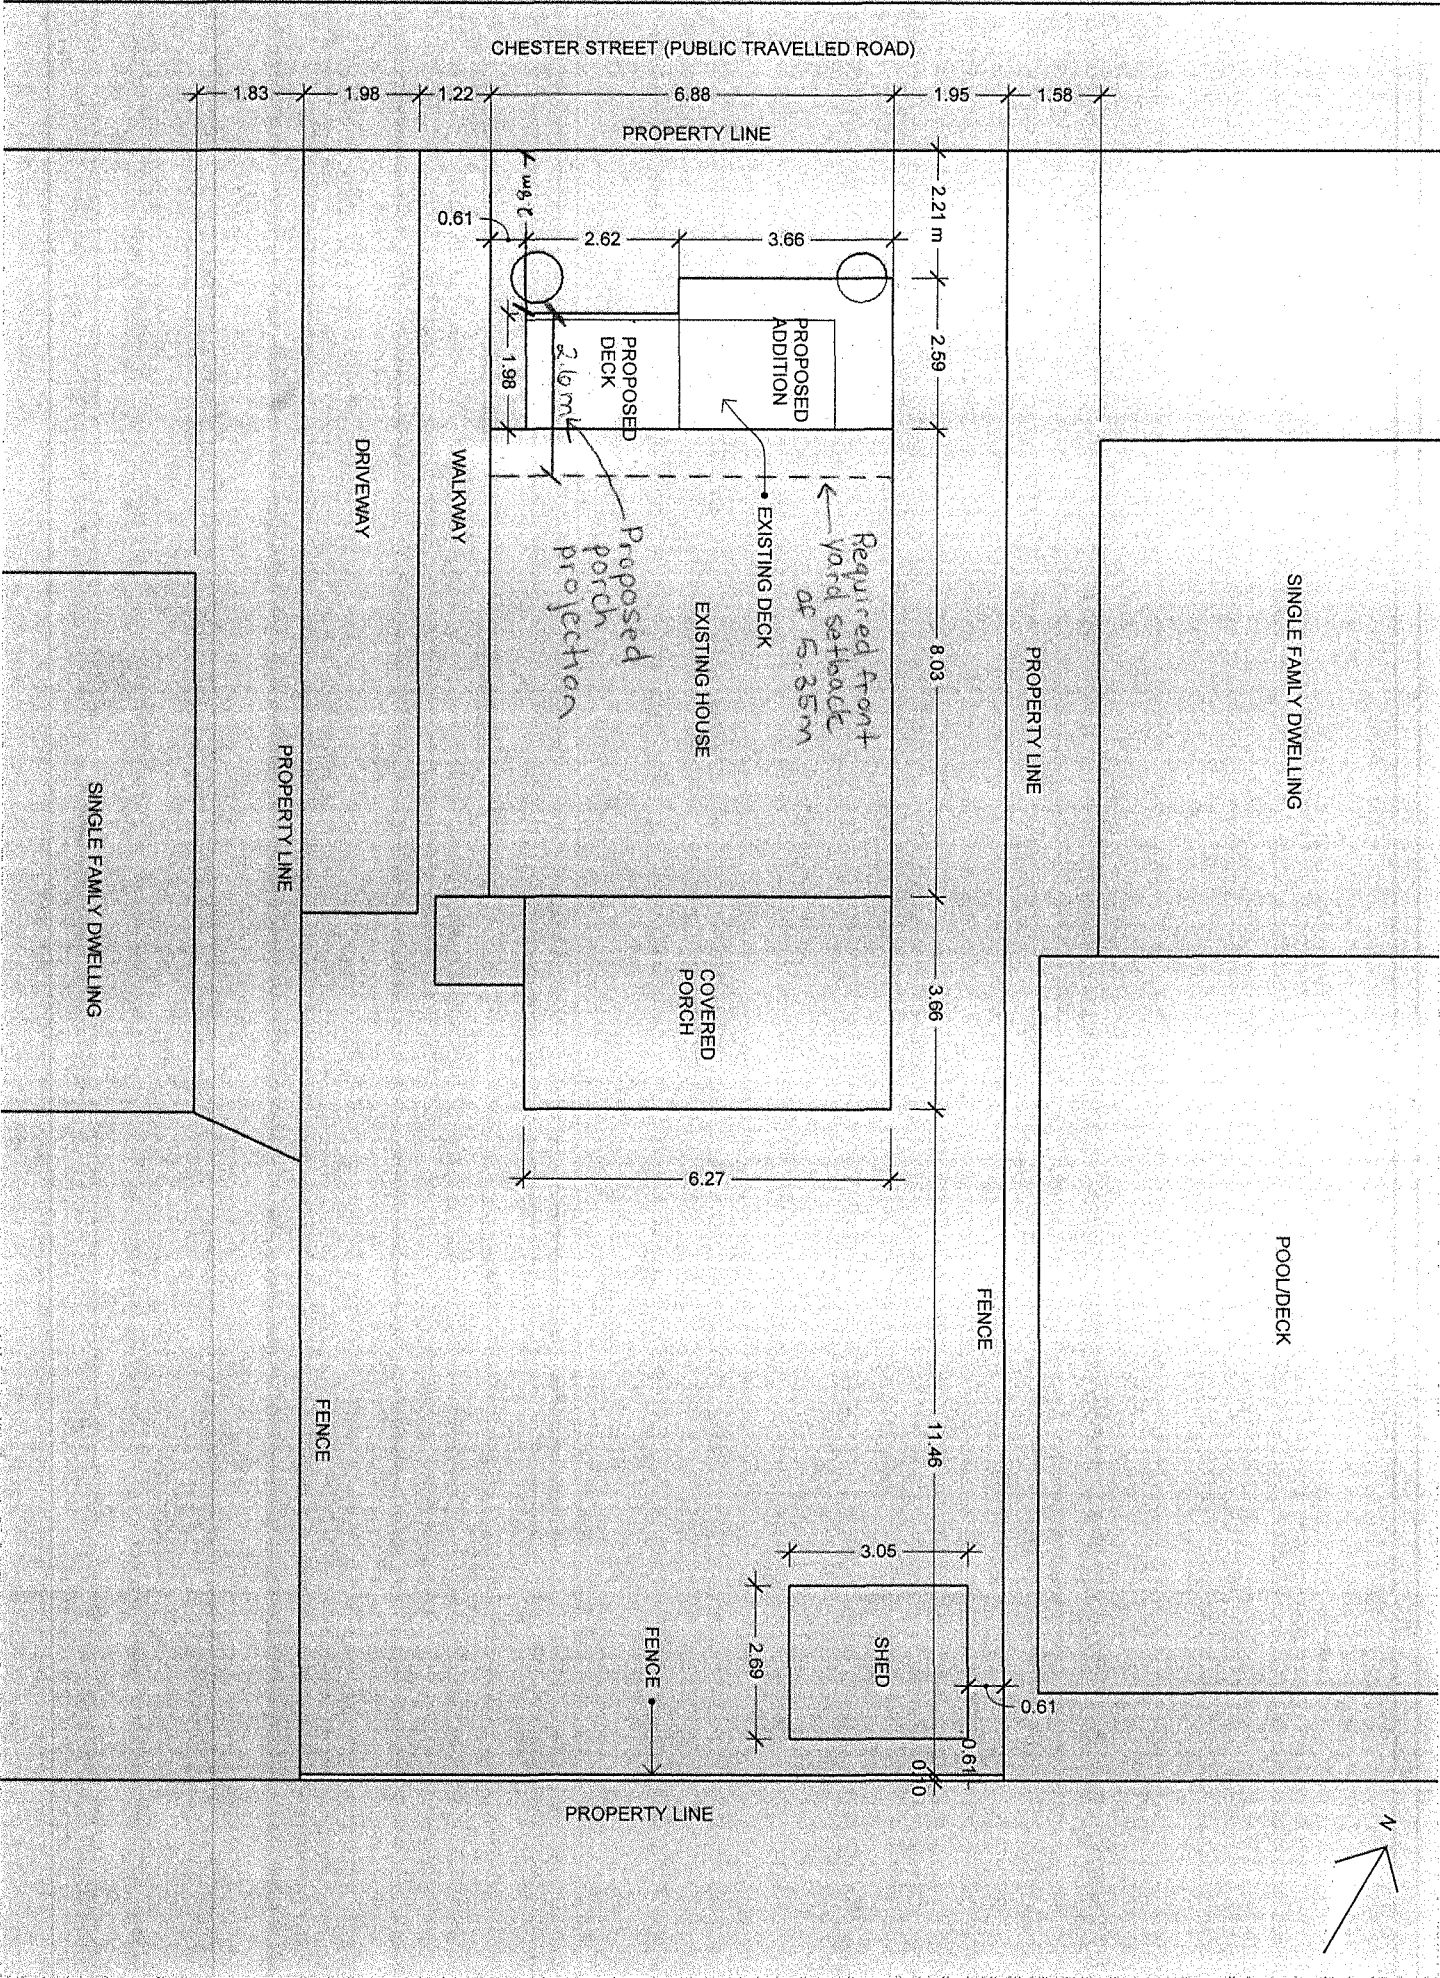 CHESTER STREET (PUBLIC TRAVELLED ROAD)
1.83
1.98
1.22
6.88
1.95
1.58
PROPERTY LINE
2.8m
2.21 m
0.61
2.62
3.66
PROPOSED
ADDITION
PROPOSED
DECK
2.59
1.98
2.6m
DRIVEWAY
WALKWAY
EXISTING DECK
Proposed
porch
projection
Required front
yard setback
of 5.35m
EXISTING HOUSE
8.03
PROPERTY LINE
SINGLE FAMLY DWELLING
PROPERTY LINE
SINGLE FAMLY DWELLING
COVERED
PORCH
3.66
6.27
POOL/DECK
FENCE
FENCE
11.46
3.05
SHED
2.69
FENCE
0.61
0.61
0.10
PROPERTY LINE
N